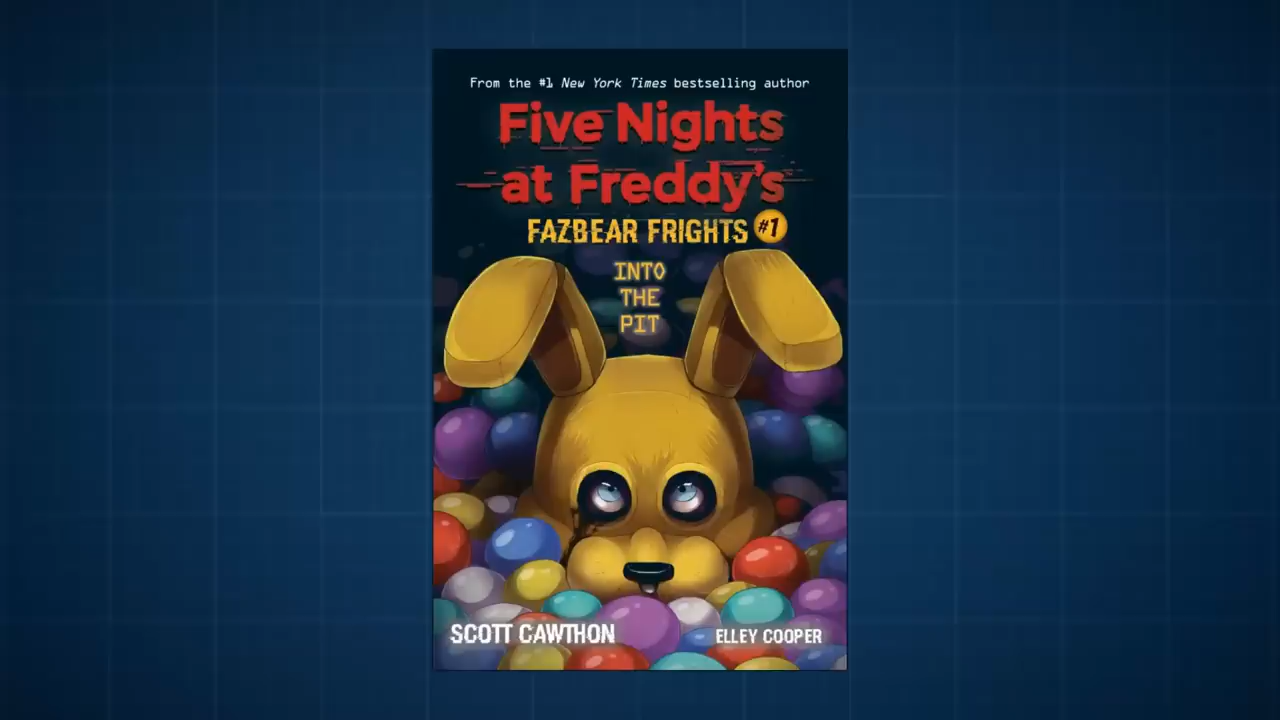 From the #1 New York Times bestselling author
Five Nights
at Freddy's
FAZBEAR FRIGHTS #1
INTO
THE
PIT
SCOTT CAWTHON
ELLEY COOPER